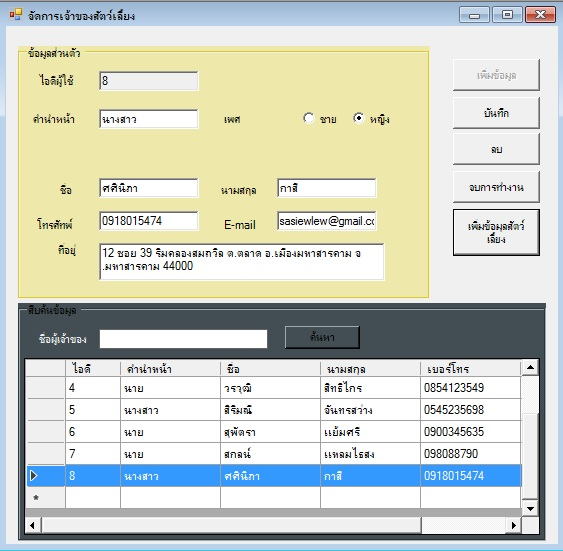 จัดการเจ้าของสัตว์เลี้ยง
ข้อมูลส่วนตัว
ไอดีผู้ใช้ 8
คำนำหน้า นางสาว เพศ ชาย หญิง
ชื่อ ศศินิภา นามสกุล กาสี
โทรศัพท์ 0918015474 E-mail sasiewlew@gmail.cc
ที่อยู่ 12 ซอย 39 ริมคลองสมถวิล ต.ตลาด อ.เมืองมหาสารคาม จ
.มหาสารคาม 44000
เพิ่มข้อมูล
บันทึก
ลบ
จบการทำงาน
เพิ่มข้อมูลสัตว์
เลี้ยง
สืบค้นข้อมูล
ชื่อผู้เจ้าของ ค้นหา
ไอดี คำนำหน้า ชื่อ นามสกุล เบอร์โทร
4 นาย วรวุฒิ สิทธิไกร 0854123549
5 นางสาว สิริมณี จันทรสว่าง 0545235698
6 นาย สุพัตรา แย้มศรี 0900345635
7 นาย สกลน์ แหลมไธสง 098088790
8 นางสาว ศศินิภา กาสี 0918015474